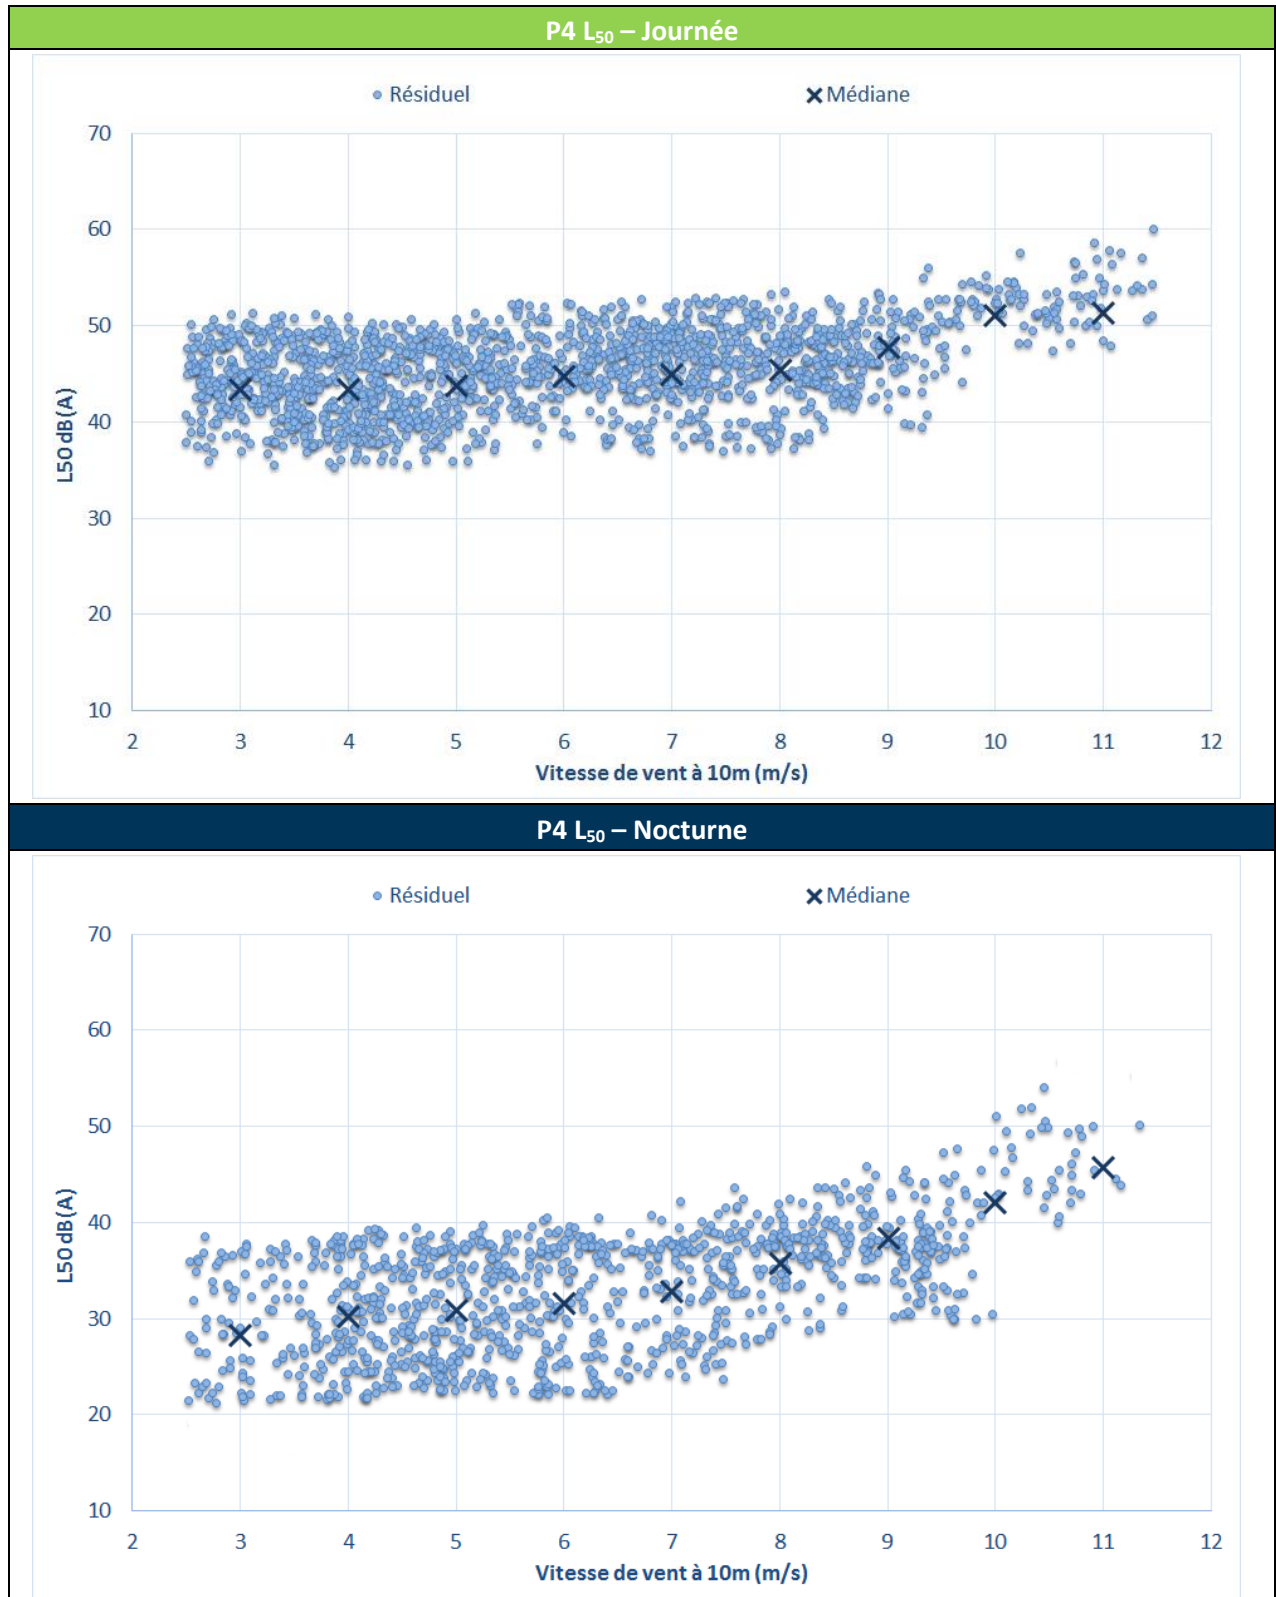 P4 L50 – Journée
Résiduel
Médiane
70
60
50
40
30
20
10
L50 dB(A)
2 3 4 5 6 7 8 9 10 11 12
Vitesse de vent à 10m (m/s)
P4 L50 – Nocturne
Résiduel
Médiane
70
60
50
40
30
20
10
L50 dB(A)
2 3 4 5 6 7 8 9 10 11 12
Vitesse de vent à 10m (m/s)